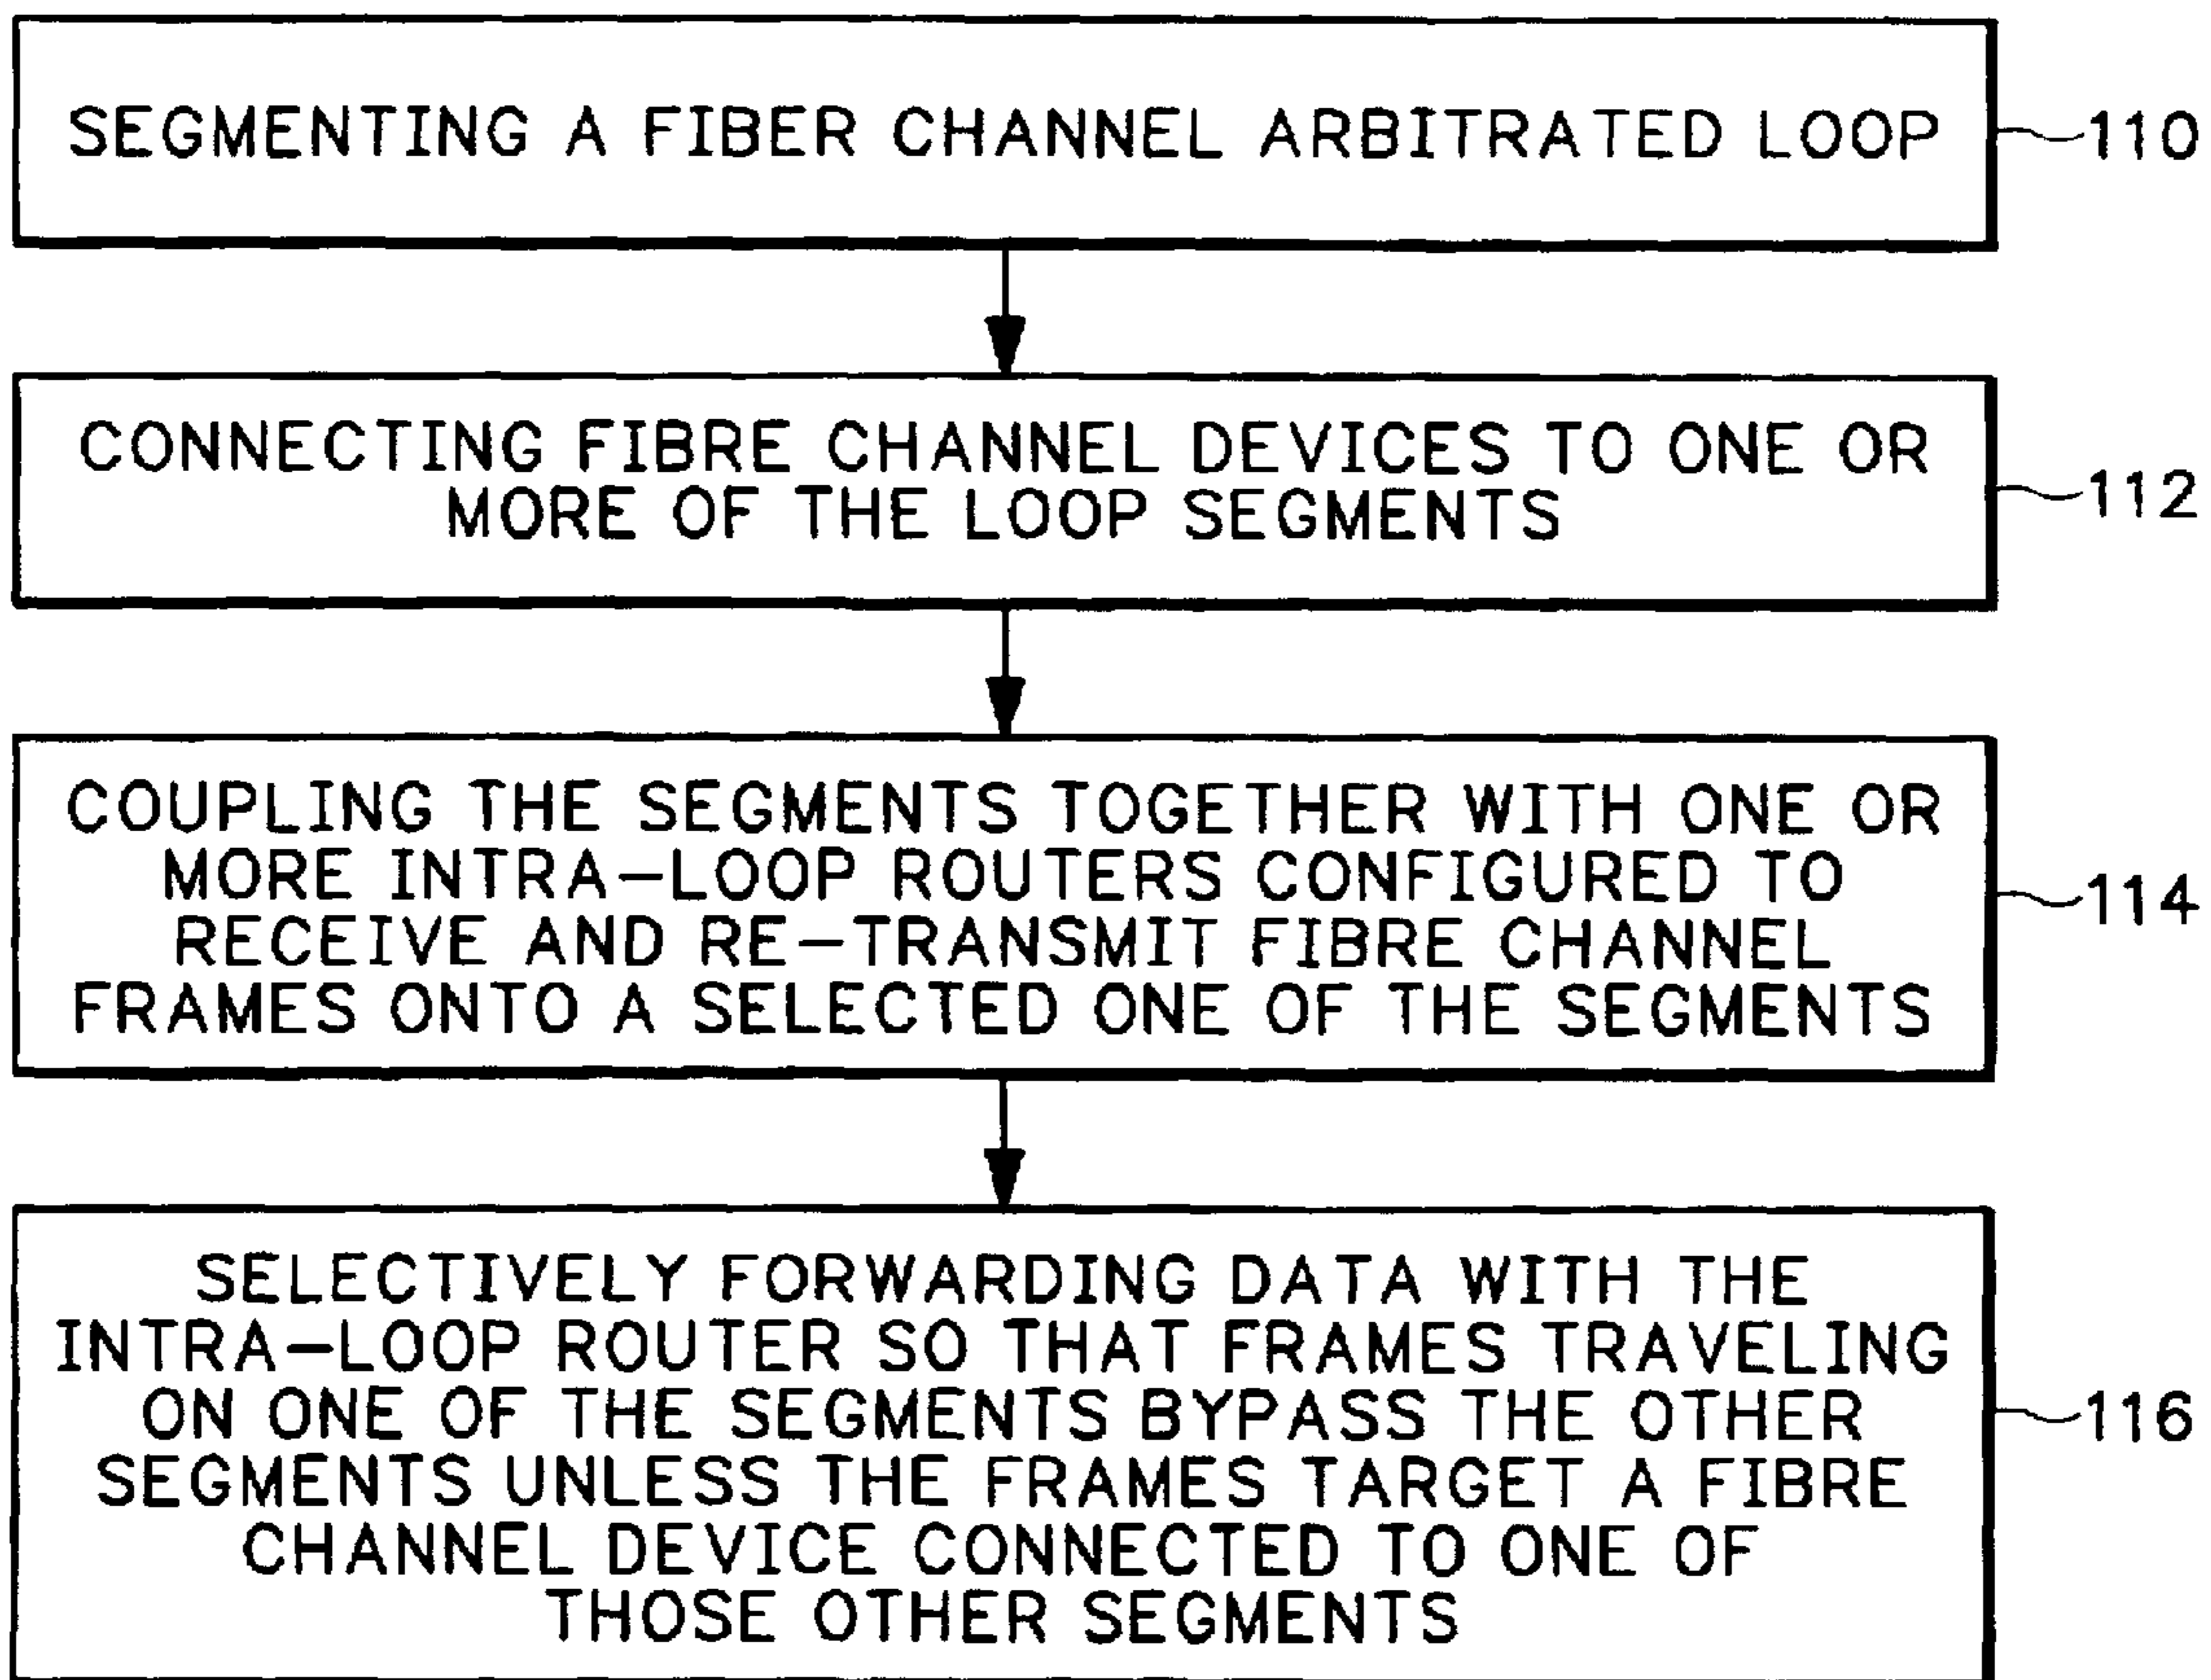 SEGMENTING A FIBER CHANNEL ARBITRATED LOOP
110
CONNECTING FIBRE CHANNEL DEVICES TO ONE OR
MORE OF THE LOOP SEGMENTS
112
COUPLING THE SEGMENTS TOGETHER WITH ONE OR
MORE INTRA–LOOP ROUTERS CONFIGURED TO
RECEIVE AND RE–TRANSMIT FIBRE CHANNEL
FRAMES ONTO A SELECTED ONE OF THE SEGMENTS
114
SELECTIVELY FORWARDING DATA WITH THE
INTRA–LOOP ROUTER SO THAT FRAMES TRAVELING
ON ONE OF THE SEGMENTS BYPASS THE OTHER
SEGMENTS UNLESS THE FRAMES TARGET A FIBRE
CHANNEL DEVICE CONNECTED TO ONE OF
THOSE OTHER SEGMENTS
116